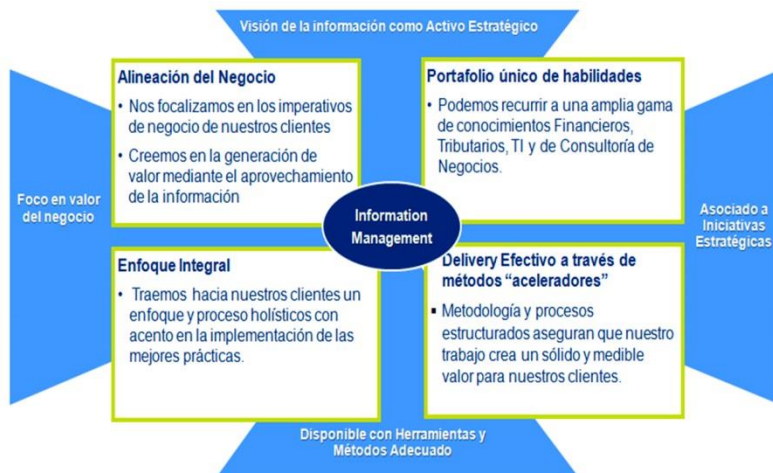 Visión de la información como Activo Estratégico
Alineación del Negocio
• Nos focalizamos en los imperativos
de negocio de nuestros clientes
• Creemos en la generación de
valor mediante el aprovechamiento
de la información
Portafolio único de habilidades
• Podemos recurrir a una amplia gama
de conocimientos Financieros,
Tributarios, TI y de Consultoría de
Negocios.
Foco en valor
del negocio
Information
Management
Asociado a
Iniciativas
Estratégicas
Enfoque Integral
• Traemos hacia nuestros clientes un
enfoque y proceso holísticos con
acento en la implementación de las
mejores prácticas.
Delivery Efectivo a través de
métodos “aceleradores”
▪ Metodología y procesos
estructurados aseguran que nuestro
trabajo crea un sólido y medible
valor para nuestros clientes.
Disponible con Herramientas y
Métodos Adecuado